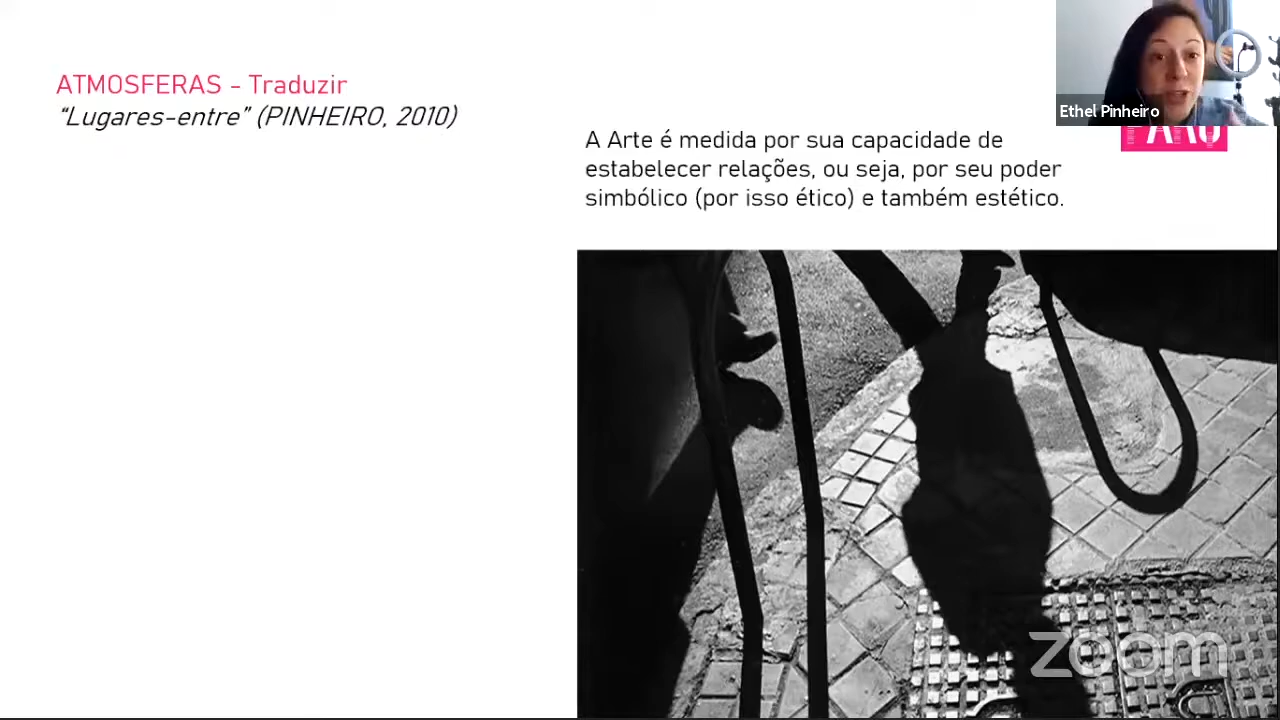 ATMOSFERAS - Traduzir
“Lugares-entre” (PINHEIRO, 2010)
A Arte é medida por sua capacidade de
estabelecer relações, ou seja, por seu poder
simbólico (por isso ético) e também estético.
Ethel Pinheiro
zoom